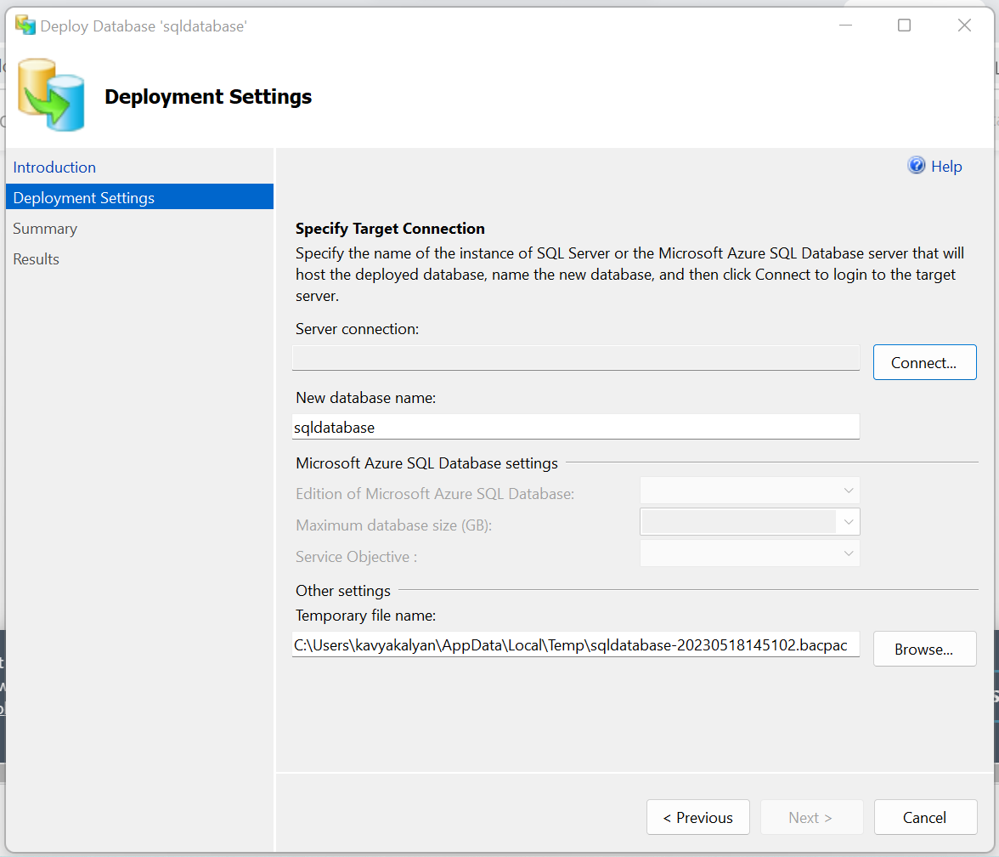 Deploy Database 'sqldatabase'
Deployment Settings
Introduction
Deployment Settings
Summary
Results
Help
Specify Target Connection
Specify the name of the instance of SQL Server or the Microsoft Azure SQL Database server that will
host the deployed database, name the new database, and then click Connect to login to the target
server.
Server connection:
Connect...
New database name:
sqldatabase
Microsoft Azure SQL Database settings
Edition of Microsoft Azure SQL Database:
Maximum database size (GB):
Service Objective :
Other settings
Temporary file name:
C:\Users\kavyakalyan\AppData\Local\Temp\sqldatabase-20230518145102.bacpac
Browse...
< Previous
Next >
Cancel